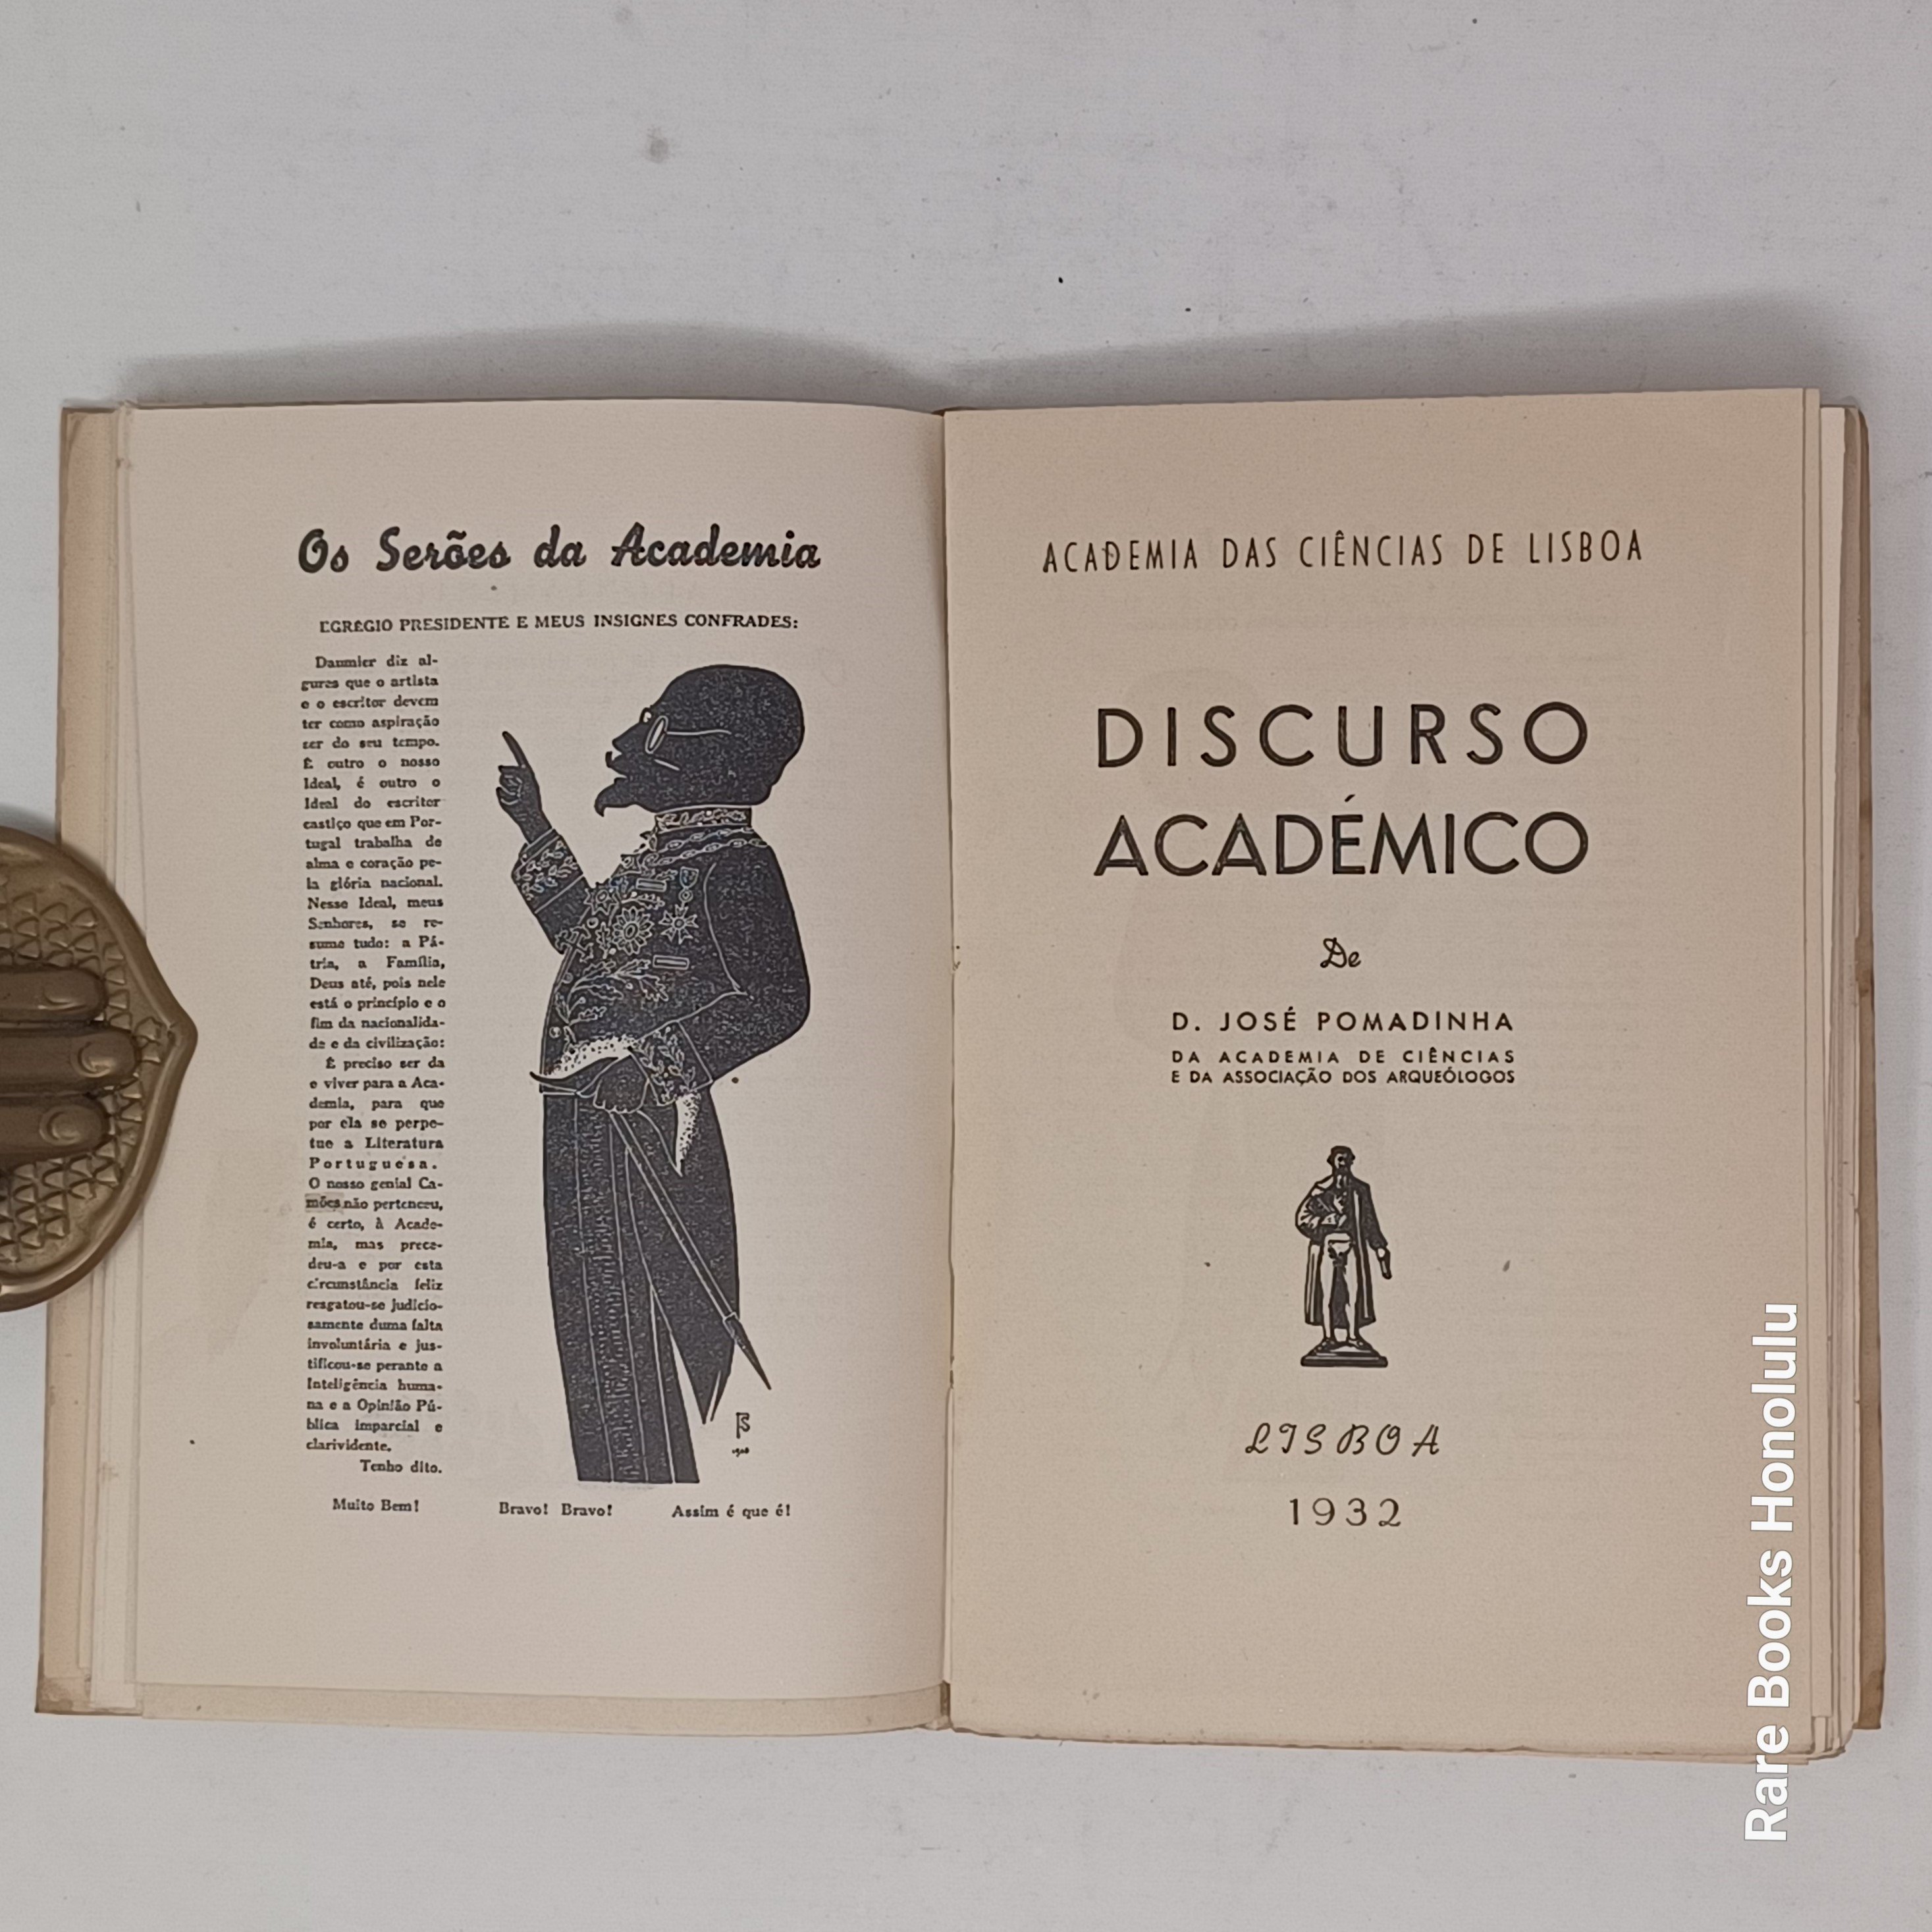 Os Serões da Academia
EGRÉGIO PRESIDENTE E MEUS INSIGNES CONFRADES:
Daumier diz al-
gures que o artista
e o escritor devem
ter como aspiração
ser do seu tempo.
É outro o nosso
Ideal, é outro o
Ideal do escritor
castiço que em Por-
tugal trabalha de
alma e coração pe-
la glória nacional.
Nesse Ideal, meus
Senhores, se re-
sume tudo: a Pá-
tria, a Família,
Deus até, pois nele
está o princípio e o
fim da nacionalida-
de e da civilização:
É preciso ser da
e viver para a Aca-
demia, para que
por ela se perpe-
tue a Literatura
Portuguesa.
O nosso genial Ca-
mões não pertenceu,
é certo, à Acade-
mia, mas prece-
deu-a e por esta
circunstância feliz
resgatou-se judicio-
samente duma falta
involuntária e jus-
tificou-se perante a
Inteligência huma-
na e a Opinião Pú-
blica imparcial e
clarividente.
Tenho dito.
Muito Bem! Bravo! Bravo! Assim é que é!
ACADEMIA DAS CIÊNCIAS DE LISBOA
DISCURSO
ACADÉMICO
De
D. JOSÉ POMADINHA
DA ACADEMIA DE CIÊNCIAS
E DA ASSOCIAÇÃO DOS ARQUEÓLOGOS
LISBOA
1932
Rare Books Honolulu